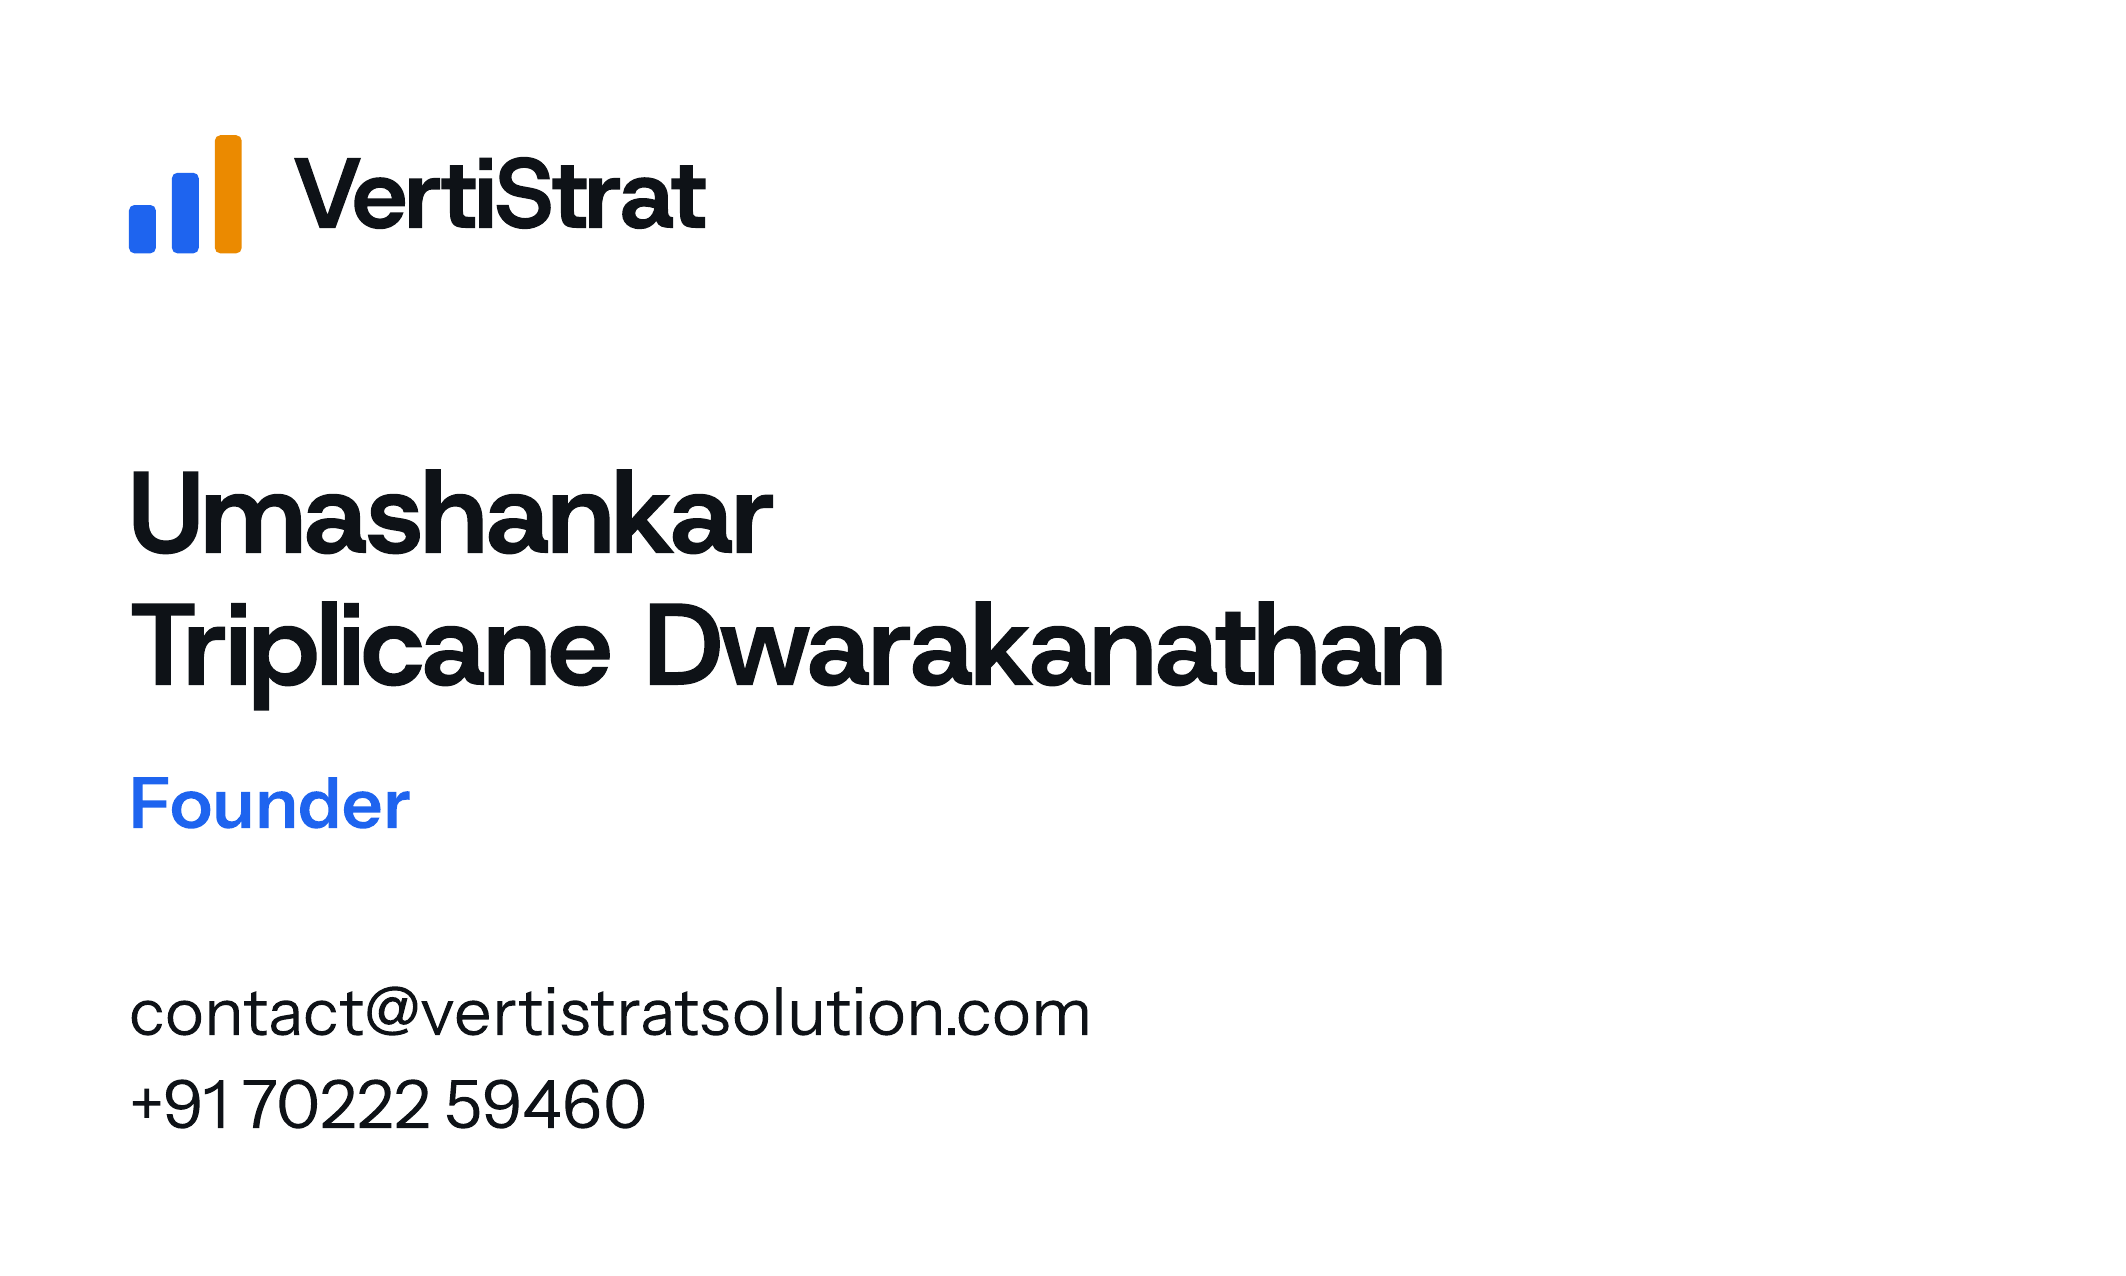 VertiStrat
Umashankar
Triplicane Dwarakanathan
Founder
contact@vertistratsolution.com
+91 70222 59460